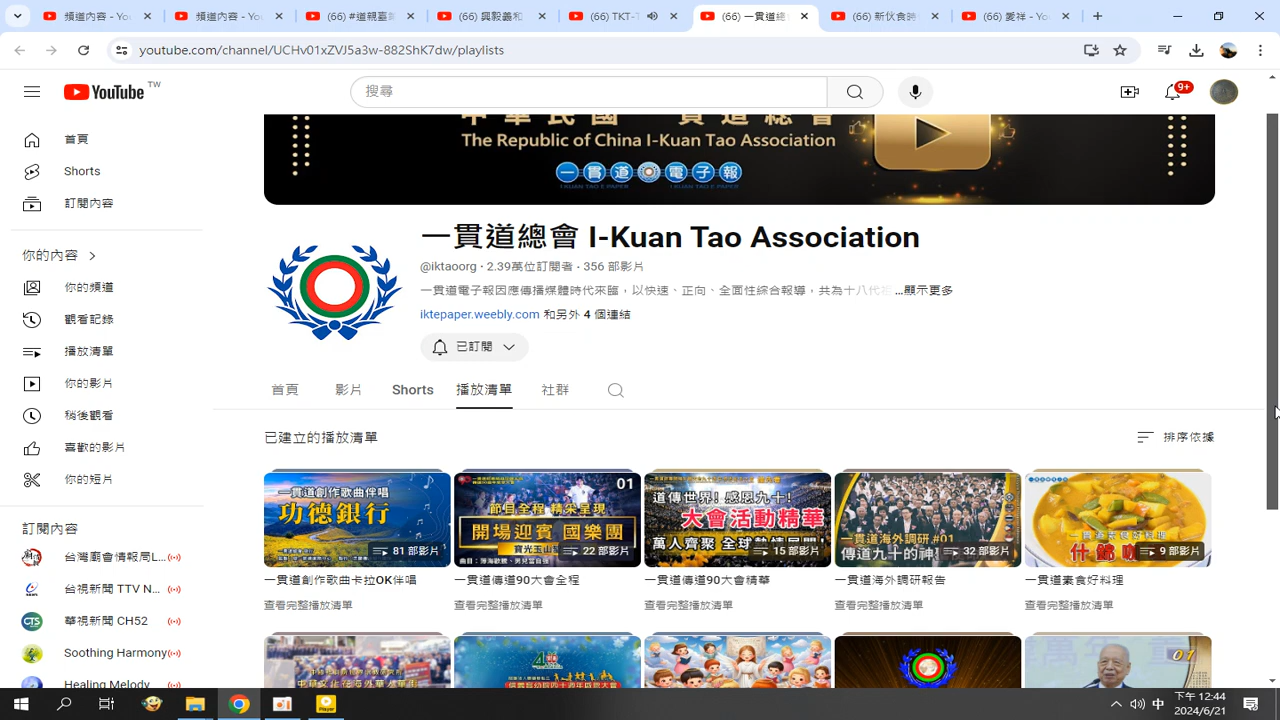 頻道內容 - You
頻道內容 - You
(66) #道親臺
(66) 興毅義和
(66) TKT-
(66) 一貫道總
(66) 新伙食
(66) 愛祥 - Yo
youtube.com/channel/UCHv01xZVJ5a3w-882ShK7dw/playlists
YouTube TW
搜尋
9+
首頁
Shorts
訂閱內容
你的內容
你的頻道
觀看記錄
播放清單
你的影片
稍後觀看
喜歡的影片
你的短片
訂閱內容
台灣廟會情報局L...
台視新聞 TTV N...
華視新聞 CH52
Soothing Harmony
Healing Melody
中華民國一貫道總會
The Republic of China I-Kuan Tao Association
一貫道電子報
一貫道總會 I-Kuan Tao Association
@iktaoorg · 2.39萬位訂閱者 · 356 部影片
一貫道電子報因應傳播媒體時代來臨，以快速、正向、全面性綜合報導，共為十八代祖 ...顯示更多
iktepaper.weebly.com 和另外 4 個連結
已訂閱
首頁 影片 Shorts 播放清單 社群
已建立的播放清單
排序依據
一貫道創作歌曲伴唱
功德銀行
81 部影片
一貫道創作歌曲卡拉OK伴唱
查看完整播放清單
01
節目全程 精采呈現
開場迎賓 國樂團
寶光玉山
22 部影片
一貫道傳道90大會全程
查看完整播放清單
道傳世界！感恩九十！
大會活動精華
萬人齊聚 全球
15 部影片
一貫道傳道90大會精華
查看完整播放清單
一貫道海外調研.#01
傳道九十的神
32 部影片
一貫道海外調研報告
查看完整播放清單
什錦咖
9 部影片
一貫道素食好料理
查看完整播放清單
01
下午 12:44
中
2024/6/21